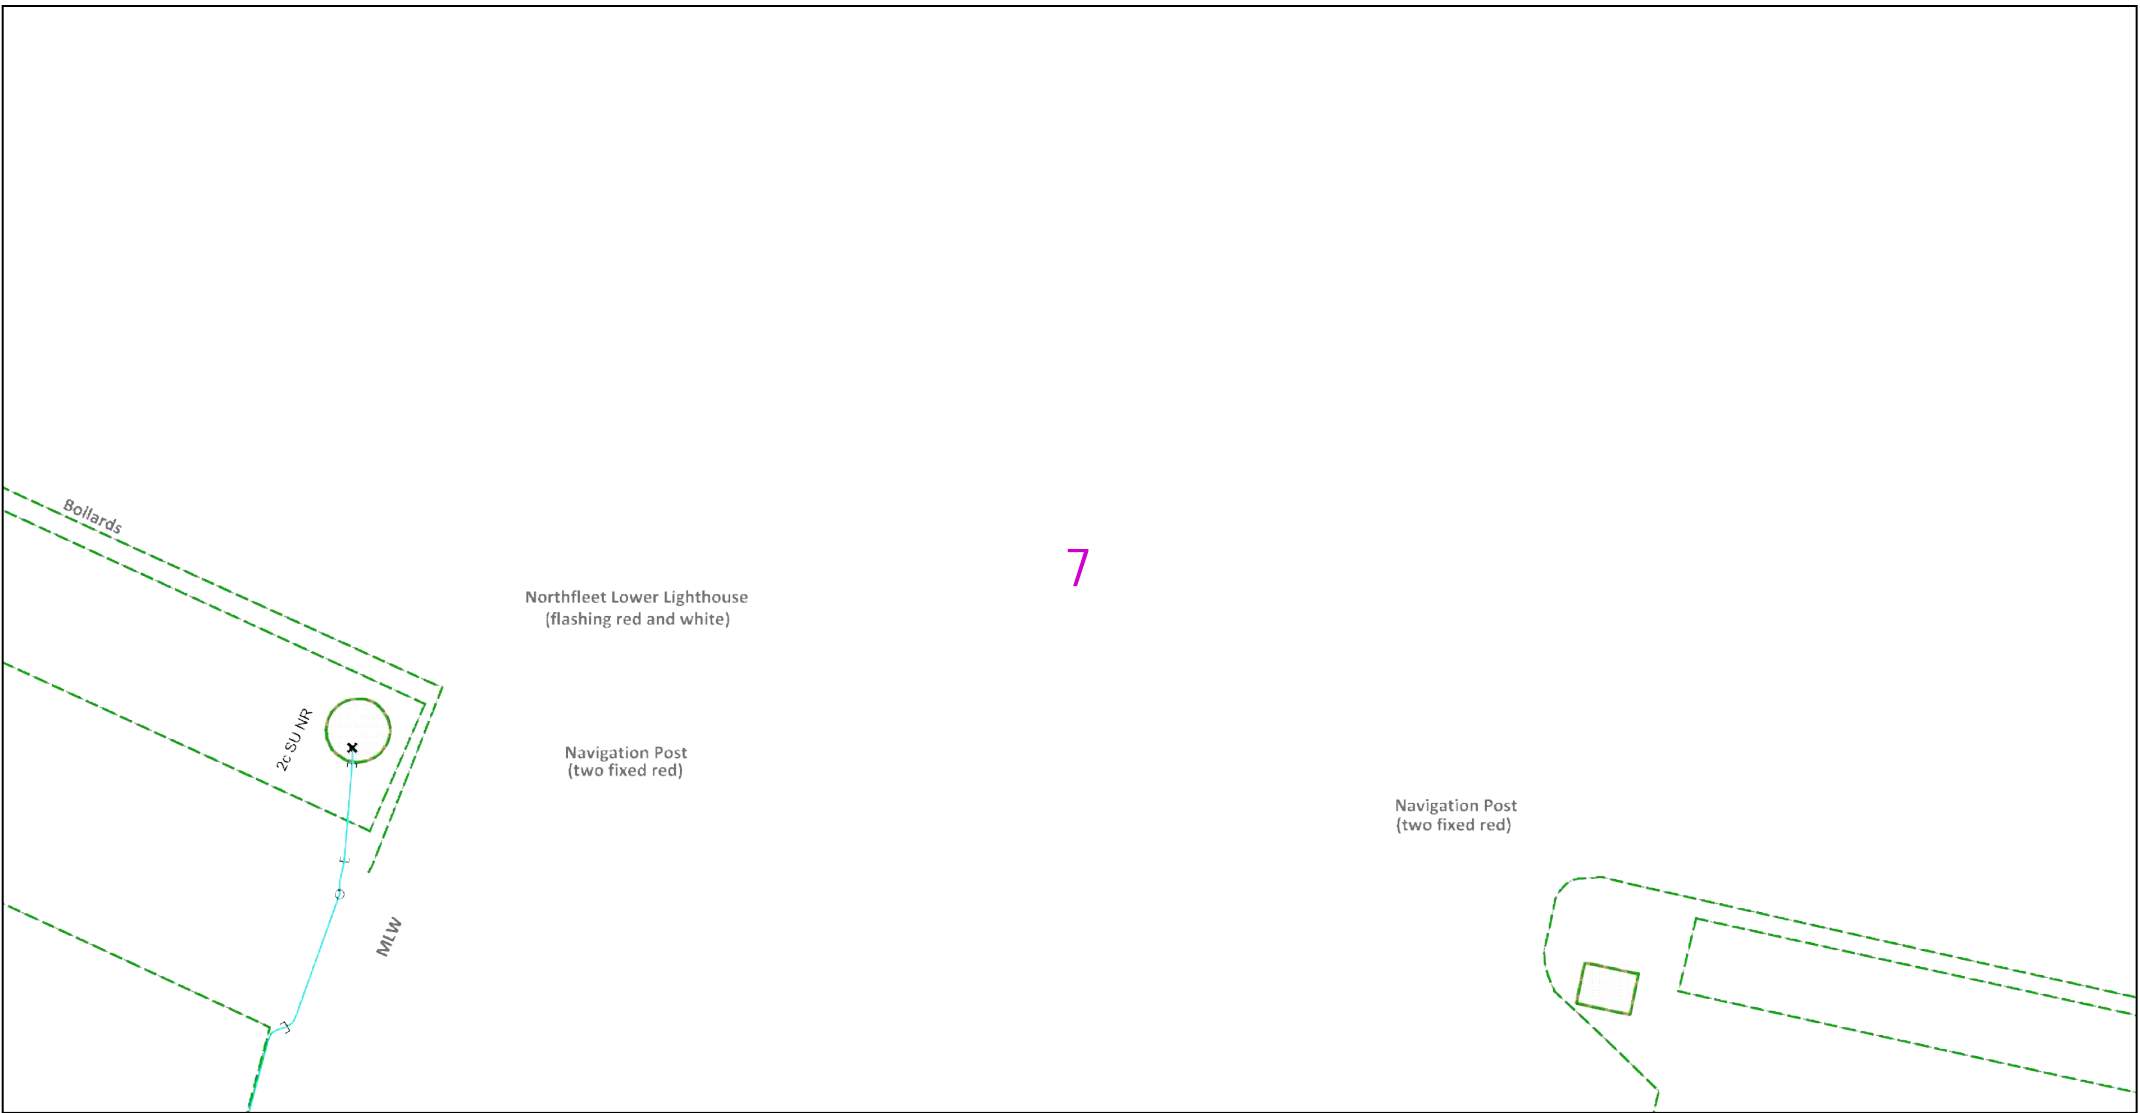 Bollards
7
Northfleet Lower Lighthouse
(flashing red and white)
2c SU NR
Navigation Post
(two fixed red)
Navigation Post
(two fixed red)
MLW